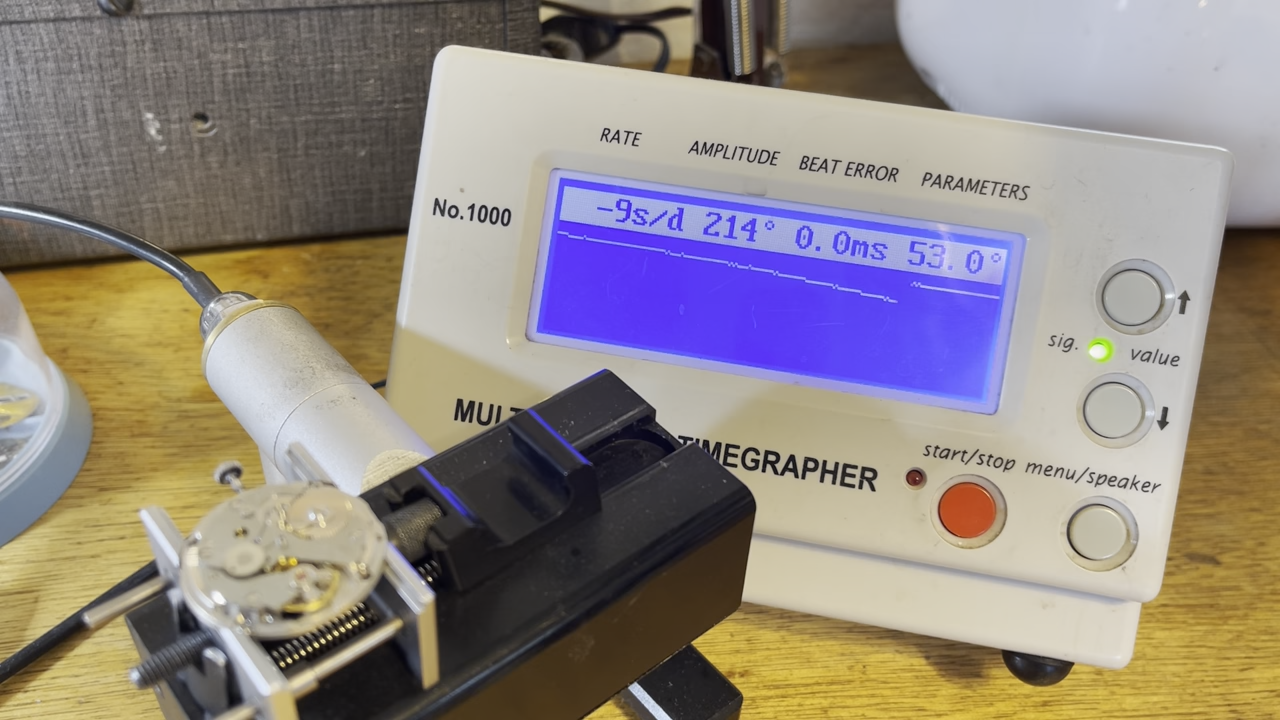 RATE AMPLITUDE BEAT ERROR PARAMETERS
No.1000
-9s/d 214° 0.0ms 53.0°
sig. value
TIMEGRAPHER
start/stop menu/speaker